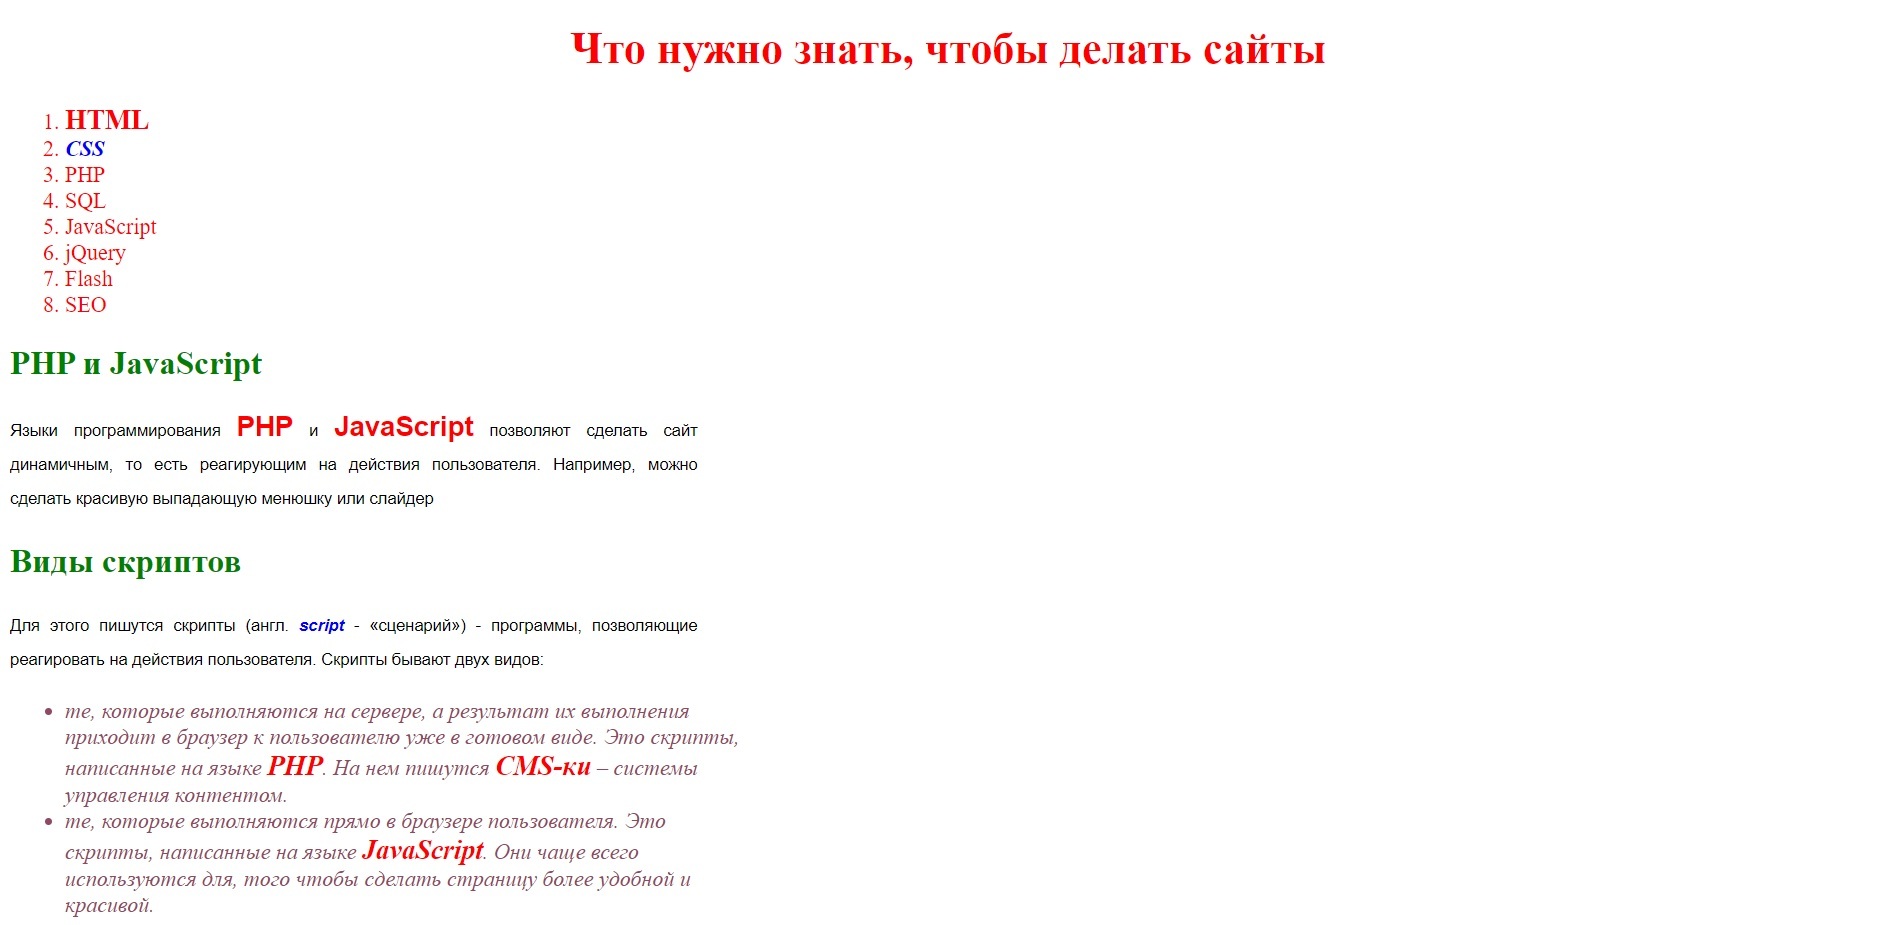 Что нужно знать, чтобы делать сайты
1. HTML
2. CSS
3. PHP
4. SQL
5. JavaScript
6. jQuery
7. Flash
8. SEO
PHP и JavaScript
Языки программирования PHP и JavaScript позволяют сделать сайт
динамичным, то есть реагирующим на действия пользователя. Например, можно
сделать красивую выпадающую менюшку или слайдер
Виды скриптов
Для этого пишутся скрипты (англ. script - «сценарий») - программы, позволяющие
реагировать на действия пользователя. Скрипты бывают двух видов:
• те, которые выполняются на сервере, а результат их выполнения
приходит в браузер к пользователю уже в готовом виде. Это скрипты,
написанные на языке PHP. На нем пишутся CMS-ки – системы
управления контентом.
• те, которые выполняются прямо в браузере пользователя. Это
скрипты, написанные на языке JavaScript. Они чаще всего
используются для, того чтобы сделать страницу более удобной и
красивой.